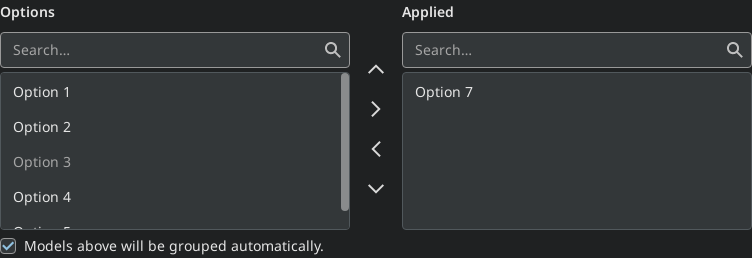 Options
Search...
Option 1
Option 2
Option 3
Option 4
Applied
Search...
Option 7
Models above will be grouped automatically.